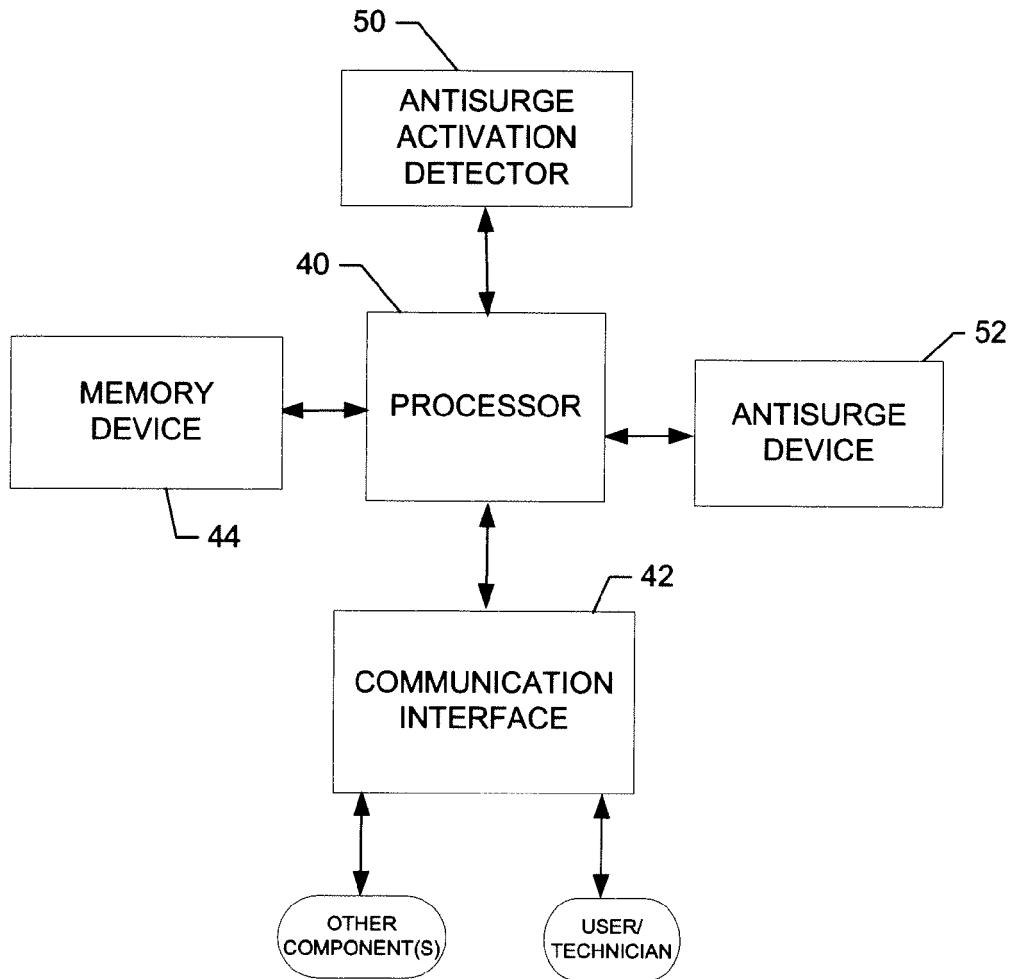 50
ANTISURGE
ACTIVATION
DETECTOR
40
52
MEMORY
DEVICE
PROCESSOR
ANTISURGE
DEVICE
44
42
COMMUNICATION
INTERFACE
OTHER
COMPONENT(S)
USER/
TECHNICIAN